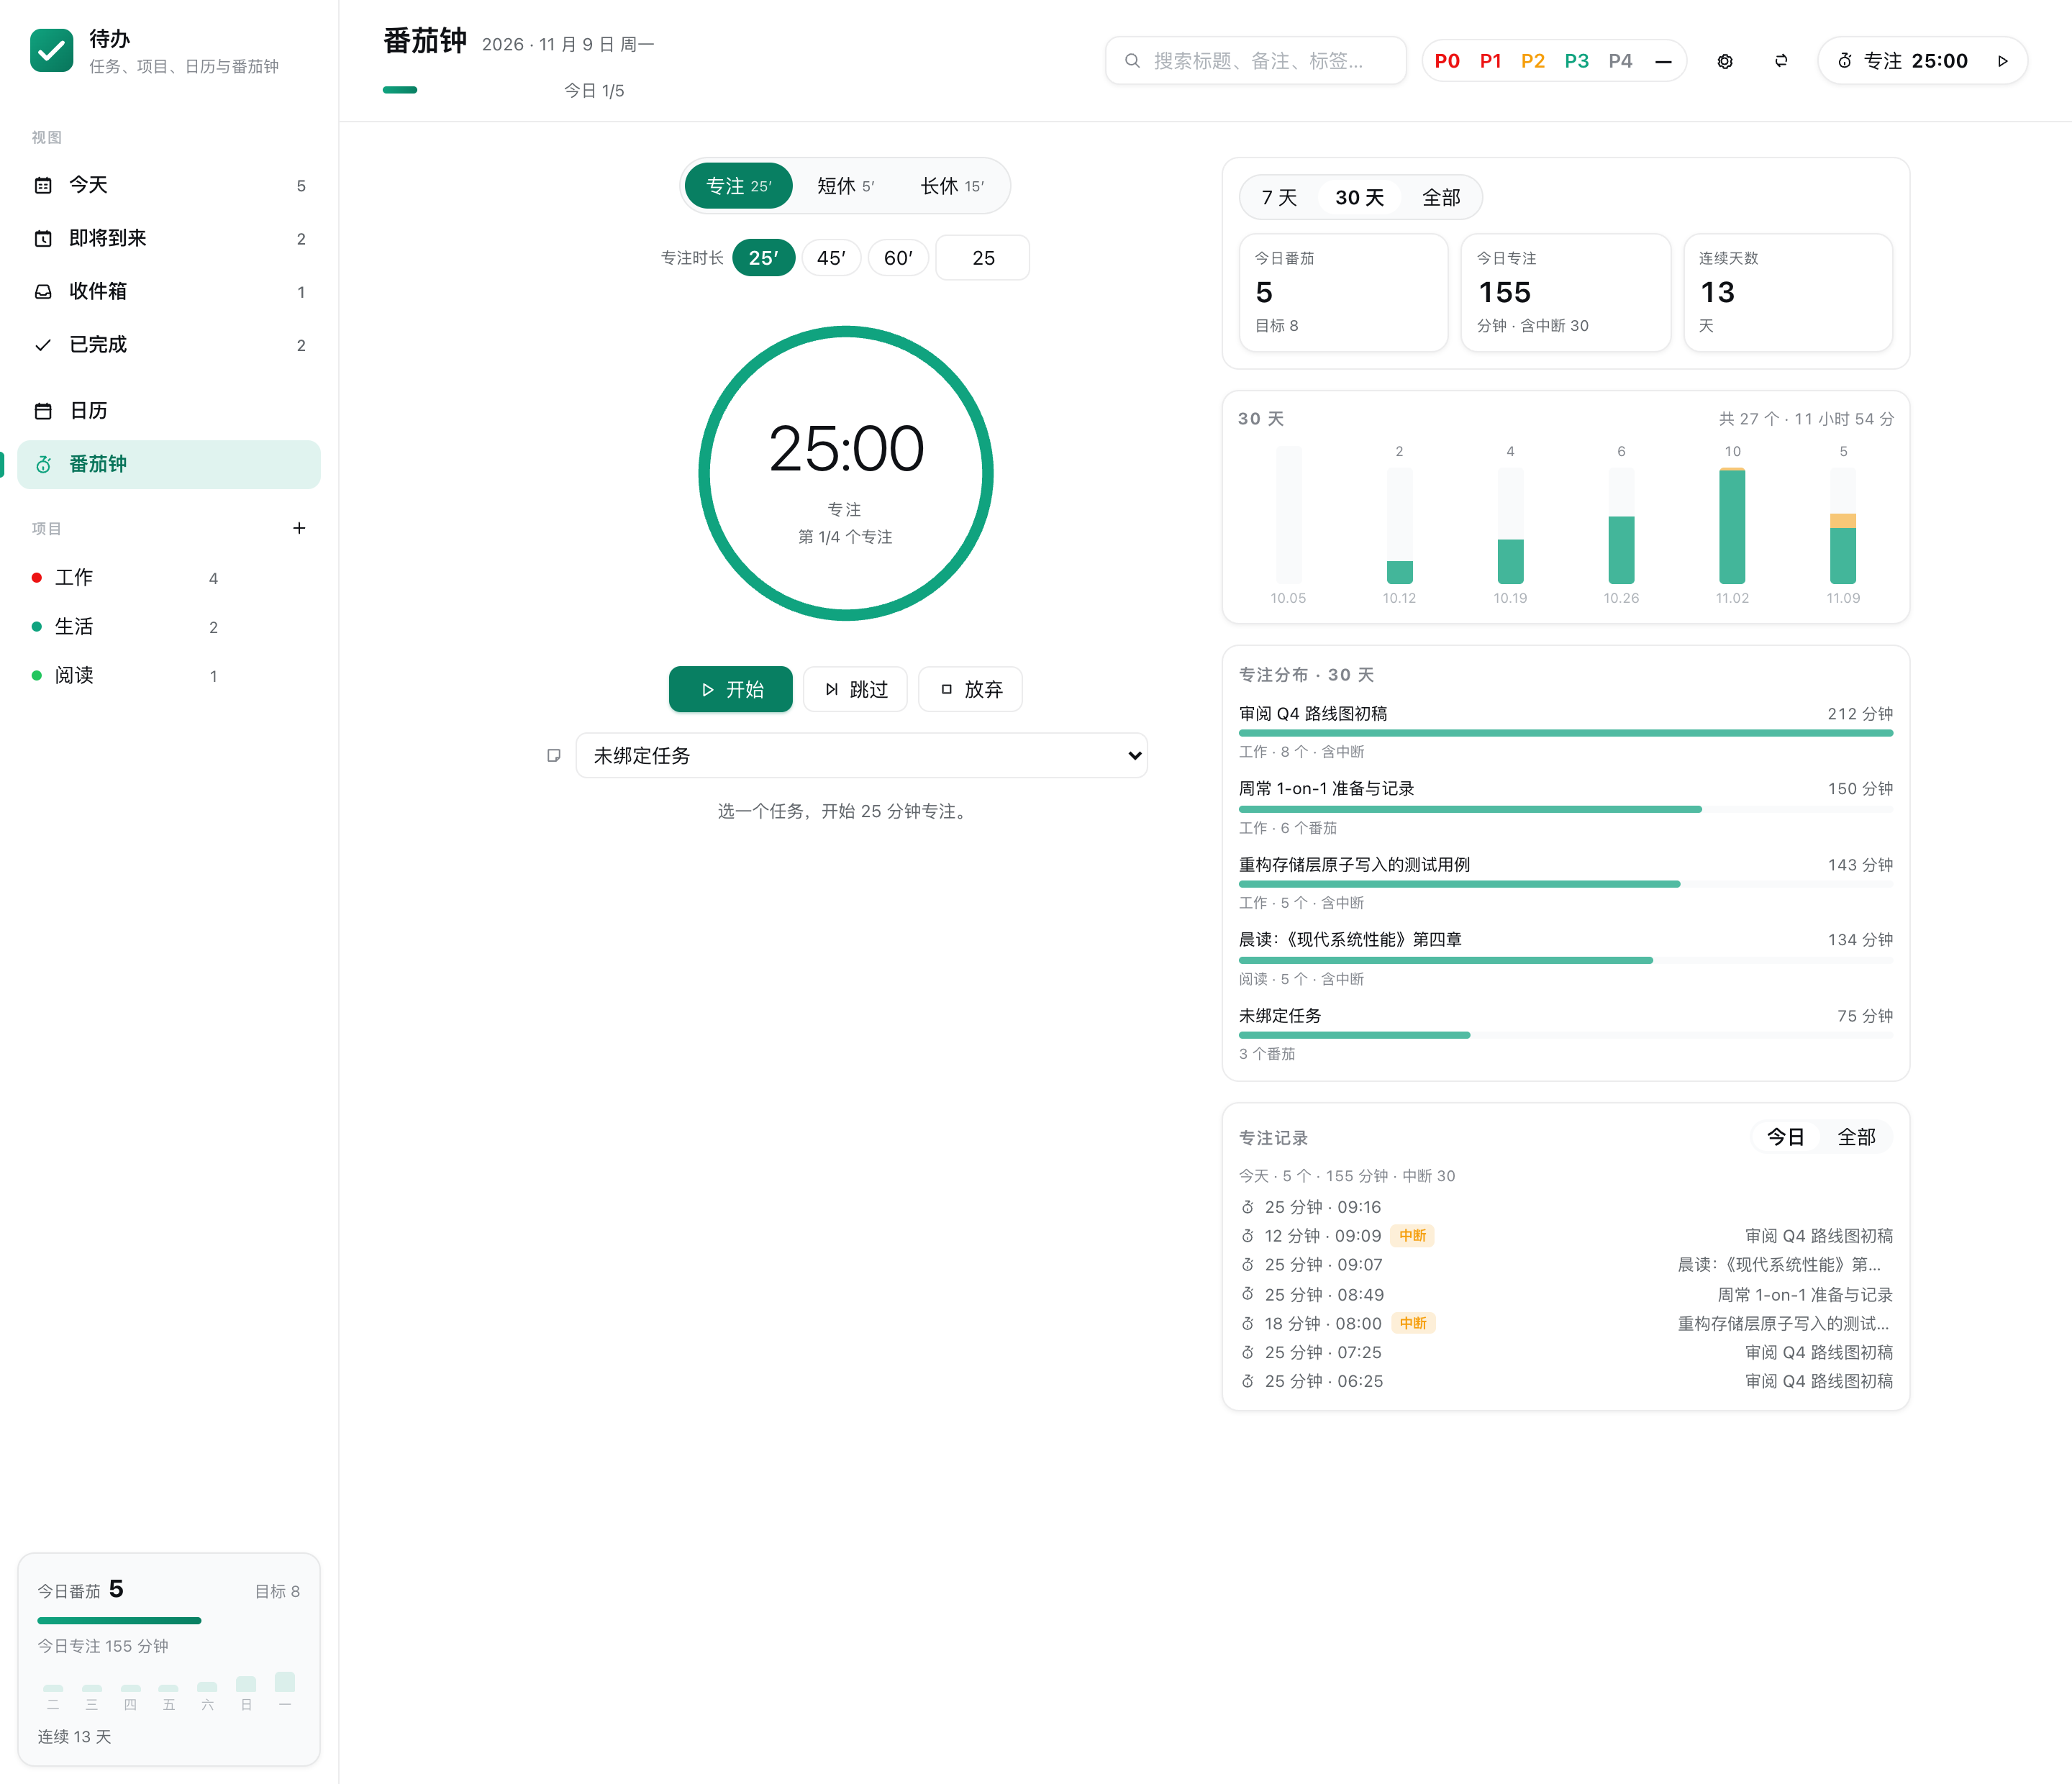 待办
任务、项目、日历与番茄钟
视图
今天 5
即将到来 2
收件箱 1
已完成 2
日历
番茄钟
项目
工作 4
生活 2
阅读 1
今日番茄 5 目标 8
今日专注 155 分钟
二 三 四 五 六 日 一
连续 13 天
番茄钟 2026 · 11 月 9 日 周一
今日 1/5
搜索标题、备注、标签...
P0 P1 P2 P3 P4 —
专注 25:00
专注 25′ 短休 5′ 长休 15′
专注时长 25′ 45′ 60′ 25
25:00
专注
第 1/4 个专注
开始 跳过 放弃
未绑定任务
选一个任务，开始 25 分钟专注。
7 天 30 天 全部
今日番茄
5
目标 8
今日专注
155
分钟 · 含中断 30
连续天数
13
天
30 天 共 27 个 · 11 小时 54 分
2 4 6 10 5
10.05 10.12 10.19 10.26 11.02 11.09
专注分布 · 30 天
审阅 Q4 路线图初稿 212 分钟
工作 · 8 个 · 含中断
周常 1-on-1 准备与记录 150 分钟
工作 · 6 个番茄
重构存储层原子写入的测试用例 143 分钟
工作 · 5 个 · 含中断
晨读：《现代系统性能》第四章 134 分钟
阅读 · 5 个 · 含中断
未绑定任务 75 分钟
3 个番茄
专注记录 今日 全部
今天 · 5 个 · 155 分钟 · 中断 30
25 分钟 · 09:16
12 分钟 · 09:09 中断 审阅 Q4 路线图初稿
25 分钟 · 09:07 晨读：《现代系统性能》第...
25 分钟 · 08:49 周常 1-on-1 准备与记录
18 分钟 · 08:00 中断 重构存储层原子写入的测试...
25 分钟 · 07:25 审阅 Q4 路线图初稿
25 分钟 · 06:25 审阅 Q4 路线图初稿